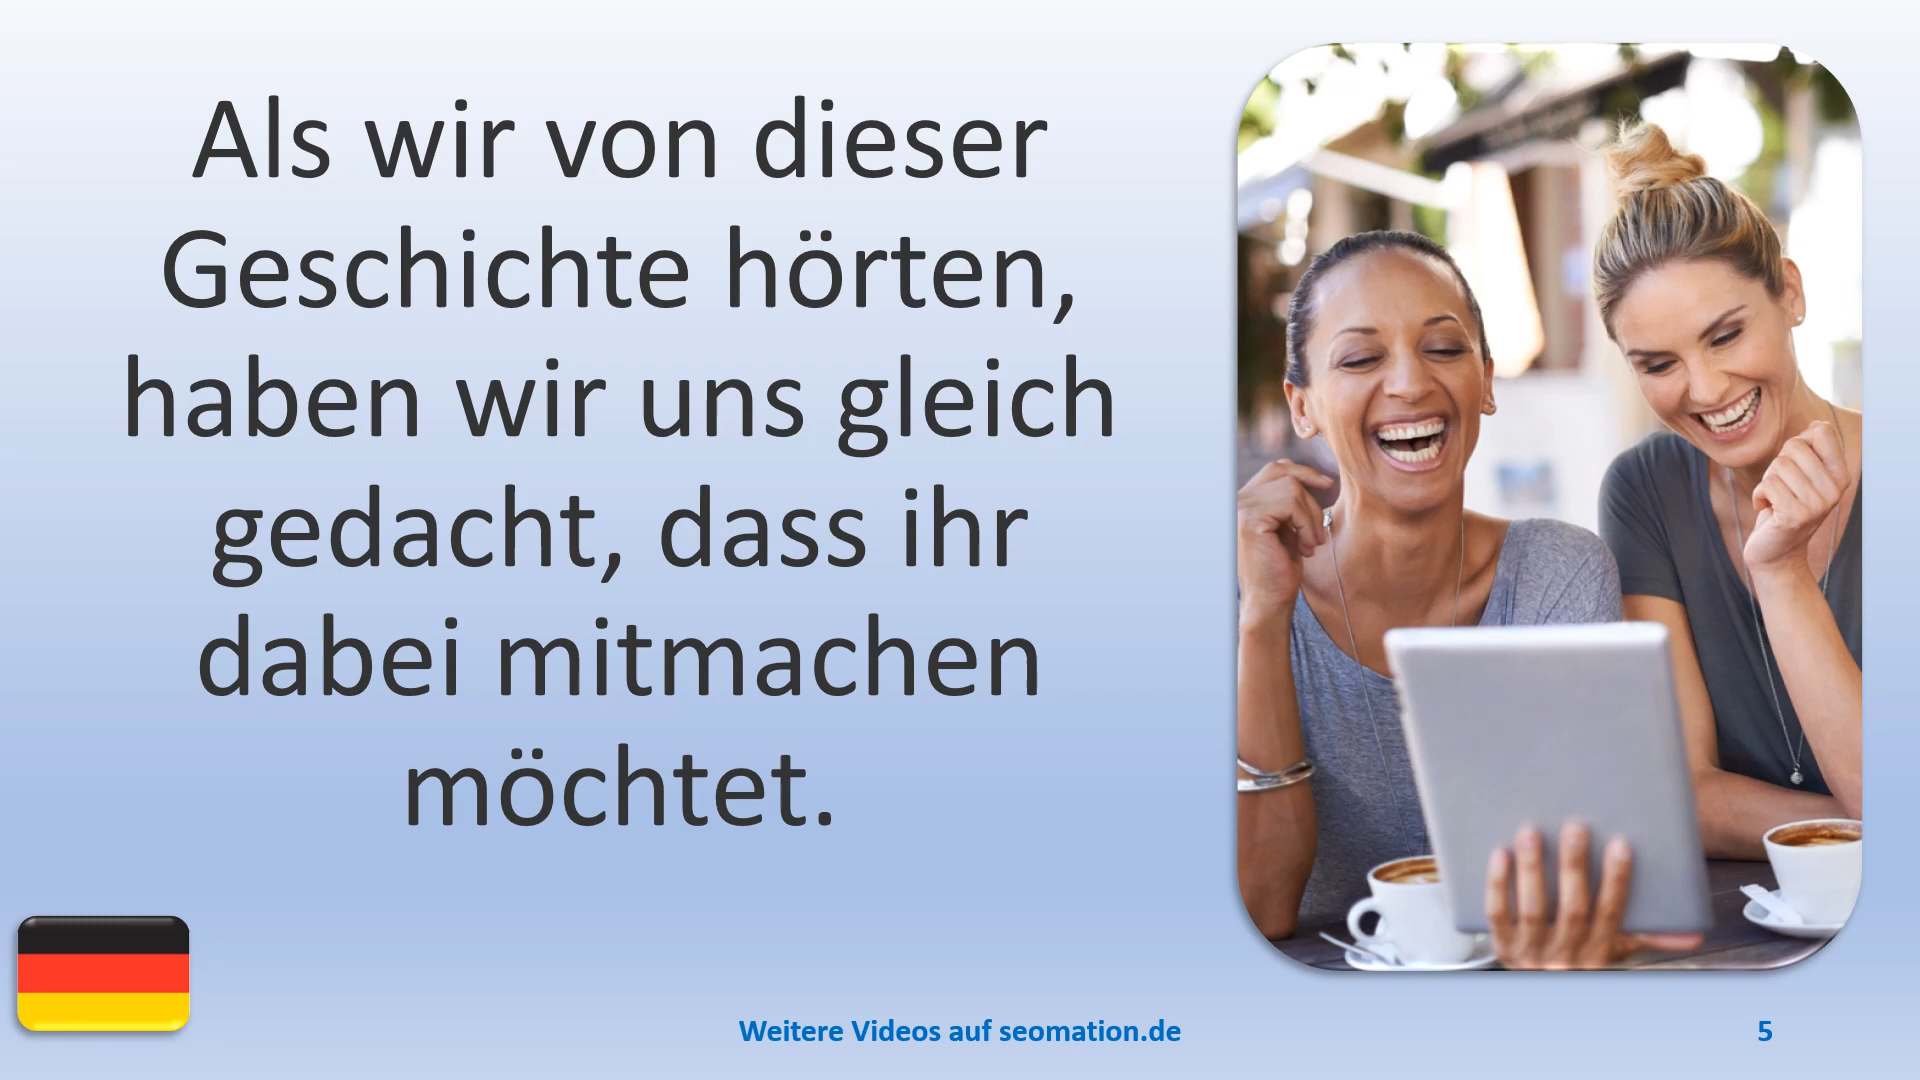 Als wir von dieser
Geschichte hörten,
haben wir uns gleich
gedacht, dass ihr
dabei mitmachen
möchtet.
Weitere Videos auf seomation.de
5